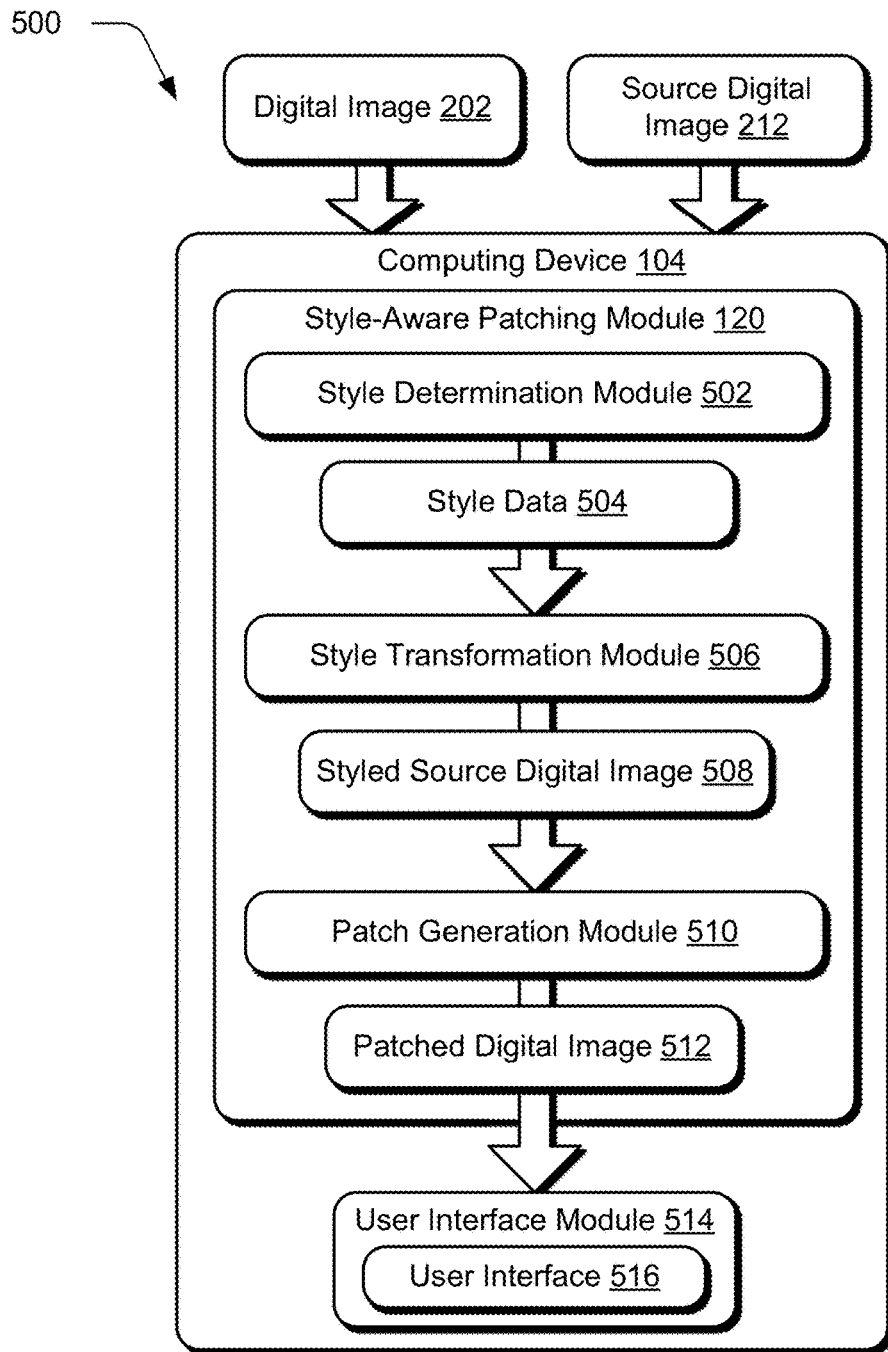 500
Digital Image 202
Source Digital
Image 212
Computing Device 104
Style-Aware Patching Module 120
Style Determination Module 502
Style Data 504
Style Transformation Module 506
Styled Source Digital Image 508
Patch Generation Module 510
Patched Digital Image 512
User Interface Module 514
User Interface 516